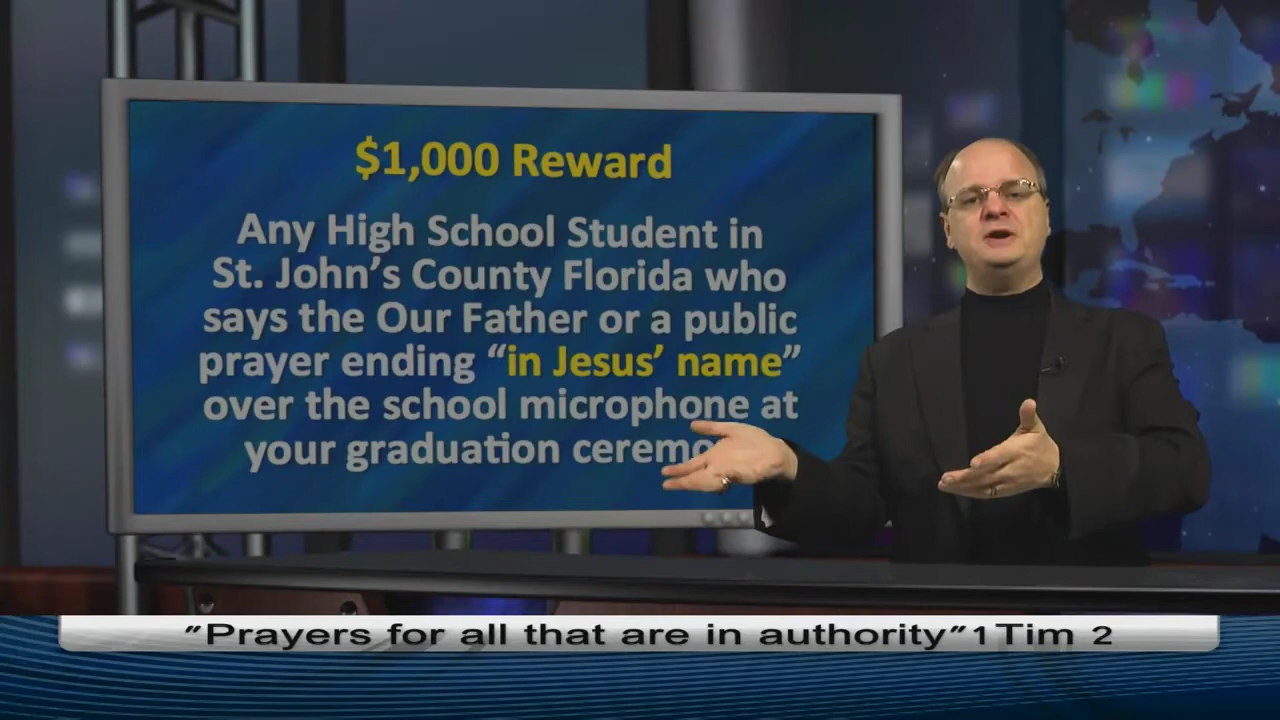 $1,000 Reward
Any High School Student in
St. John’s County Florida who
says the Our Father or a public
prayer ending “in Jesus’ name”
over the school microphone at
your graduation
"Prayers for all that are in authority"1Tim 2